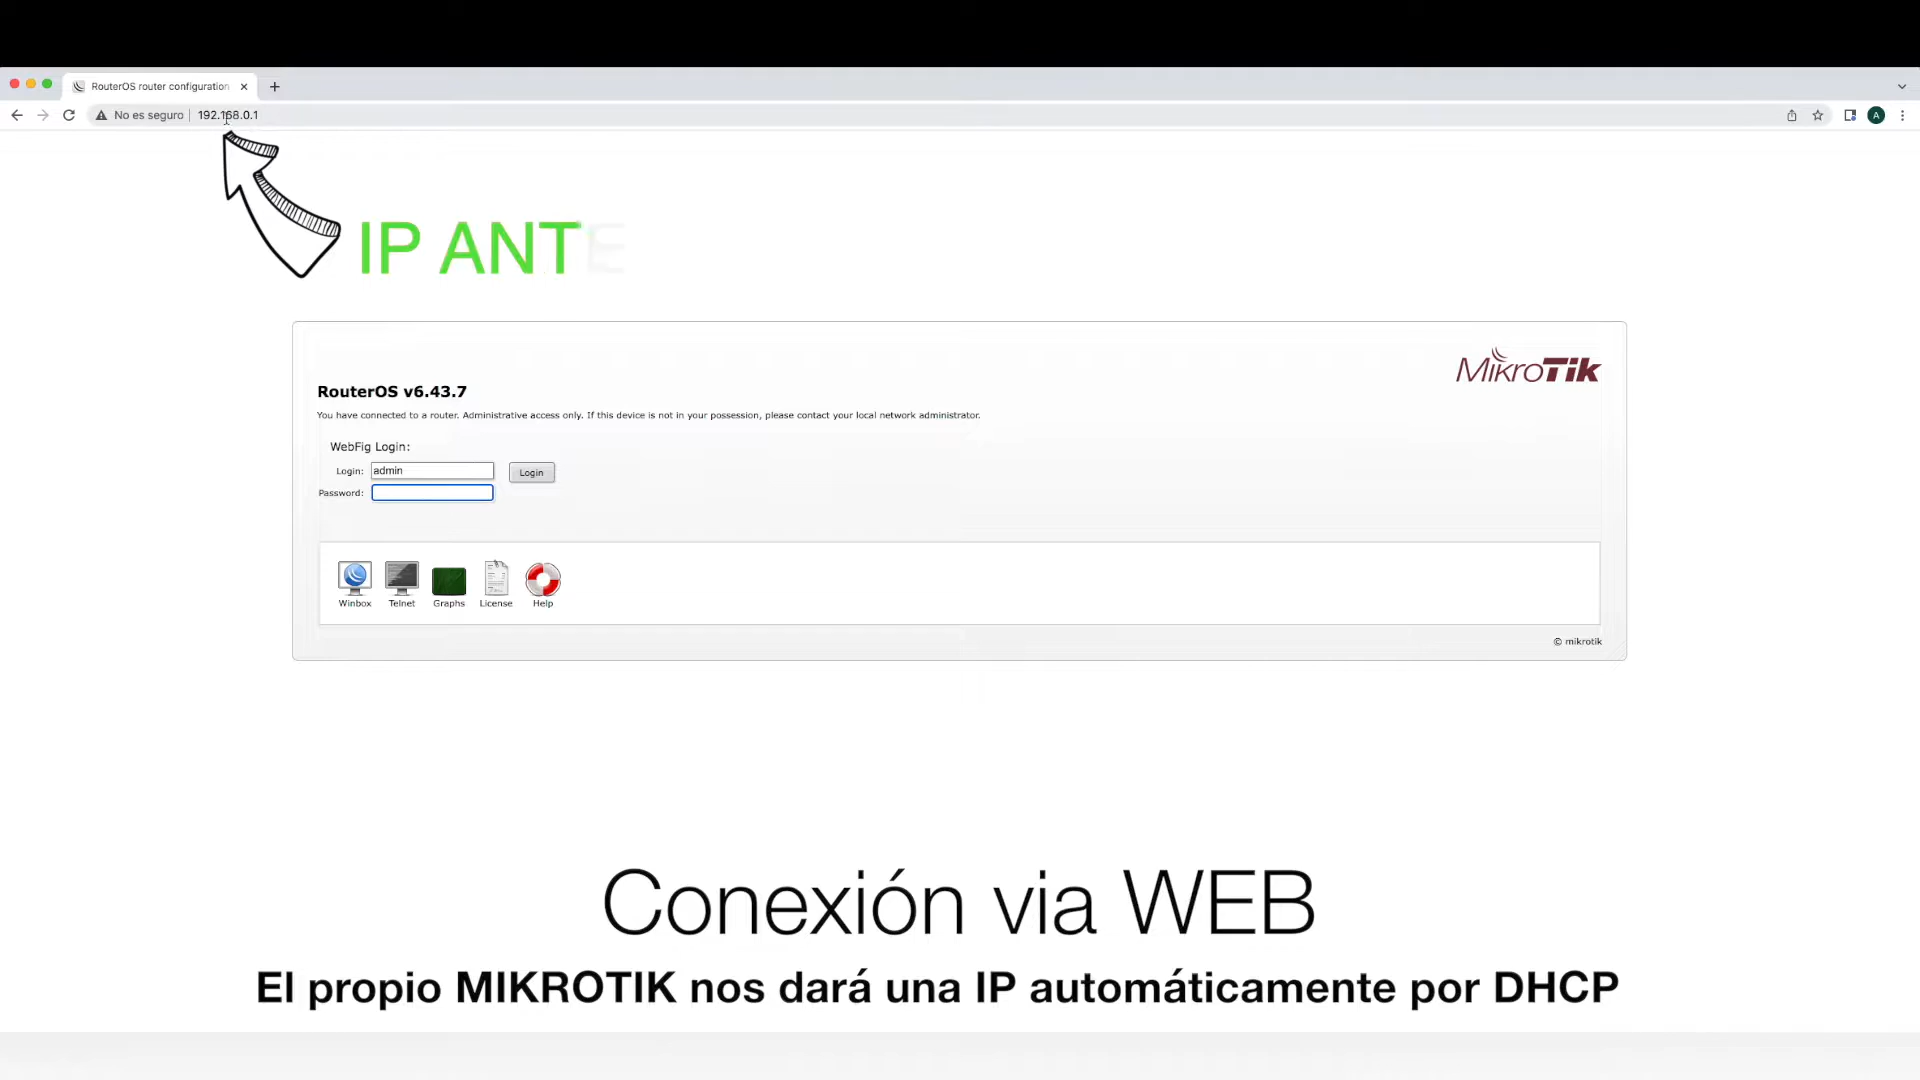 RouterOS router configuration
No es seguro
192.168.0.1
A
IP ANTE
MikroTik
RouterOS v6.43.7
You have connected to a router. Administrative access only. If this device is not in your possession, please contact your local network administrator.
WebFig Login:
Login: admin
Login
Password:
Winbox Telnet Graphs License Help
© mikrotik
Conexión via WEB
El propio MIKROTIK nos dará una IP automáticamente por DHCP